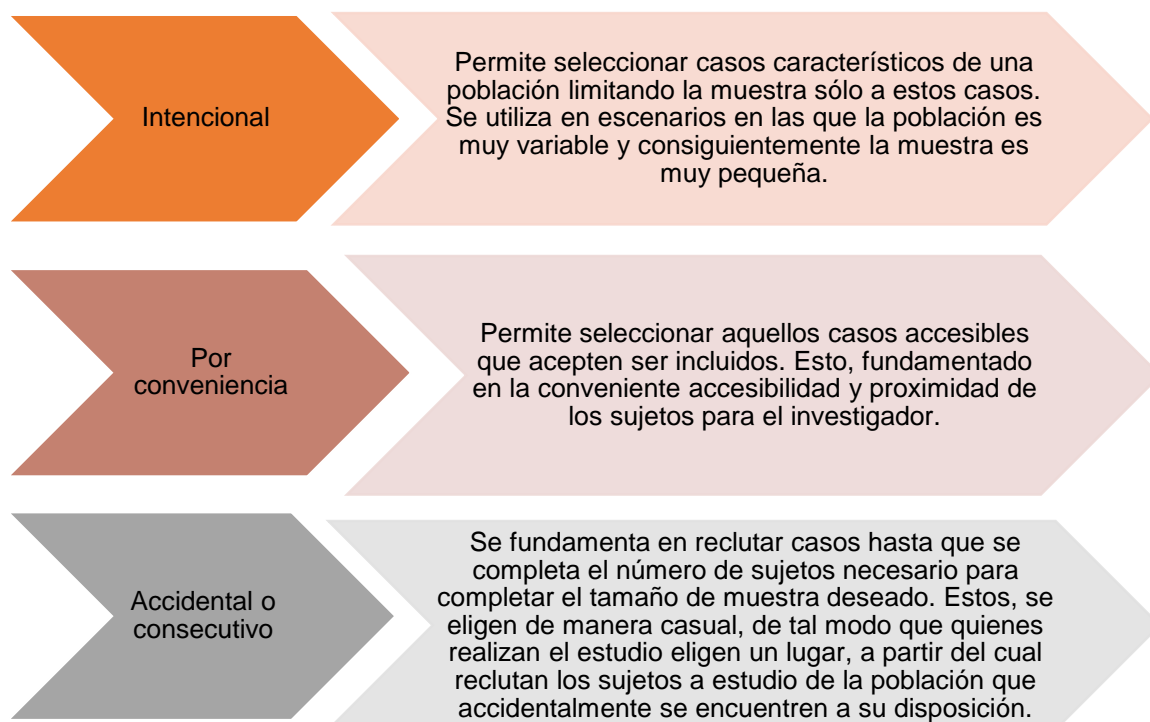 Intencional
Permite seleccionar casos característicos de una
población limitando la muestra sólo a estos casos.
Se utiliza en escenarios en las que la población es
muy variable y consiguientemente la muestra es
muy pequeña.
Por
conveniencia
Permite seleccionar aquellos casos accesibles
que acepten ser incluidos. Esto, fundamentado
en la conveniente accesibilidad y proximidad de
los sujetos para el investigador.
Accidental o
consecutivo
Se fundamenta en reclutar casos hasta que se
completa el número de sujetos necesario para
completar el tamaño de muestra deseado. Estos, se
eligen de manera casual, de tal modo que quienes
realizan el estudio eligen un lugar, a partir del cual
reclutan los sujetos a estudio de la población que
accidentalmente se encuentren a su disposición.